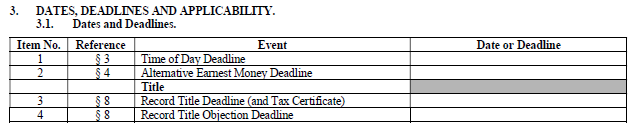 3. DATES, DEADLINES AND APPLICABILITY.
3.1. Dates and Deadlines.
Item No. Reference Event Date or Deadline
1 § 3 Time of Day Deadline
2 § 4 Alternative Earnest Money Deadline
Title
3 § 8 Record Title Deadline (and Tax Certificate)
4 § 8 Record Title Objection Deadline